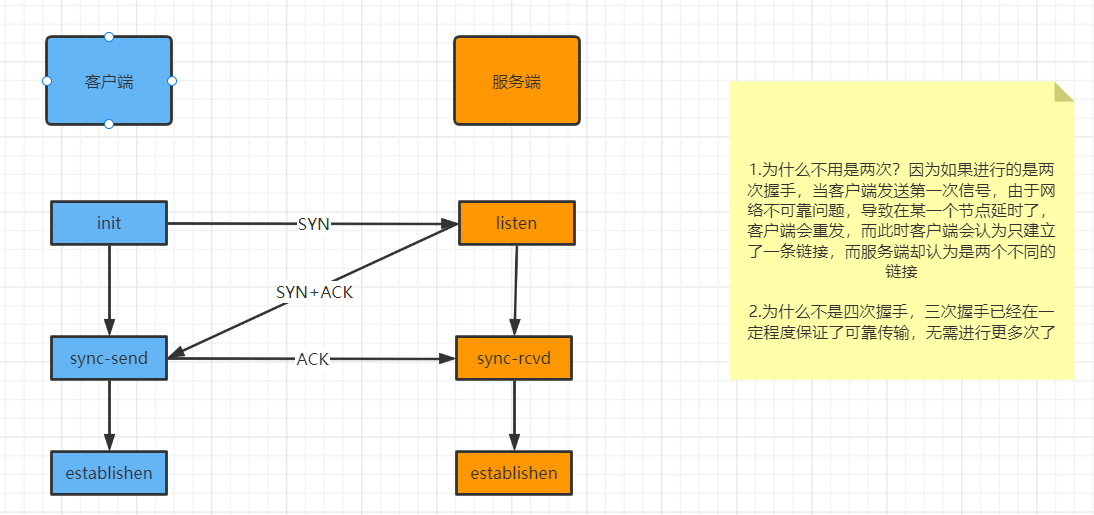 客户端
服务端
init
SYN
listen
SYN+ACK
sync-send
ACK
sync-rcvd
establishen
establishen
1.为什么不用是两次？因为如果进行的是两
次握手，当客户端发送第一次信号，由于网
络不可靠问题，导致在某一个节点延时了，
客户端会重发，而此时客户端会认为只建立
了一条链接，而服务端却认为是两个不同的
链接
2.为什么不是四次握手，三次握手已经在一
定程度保证了可靠传输，无需进行更多次了